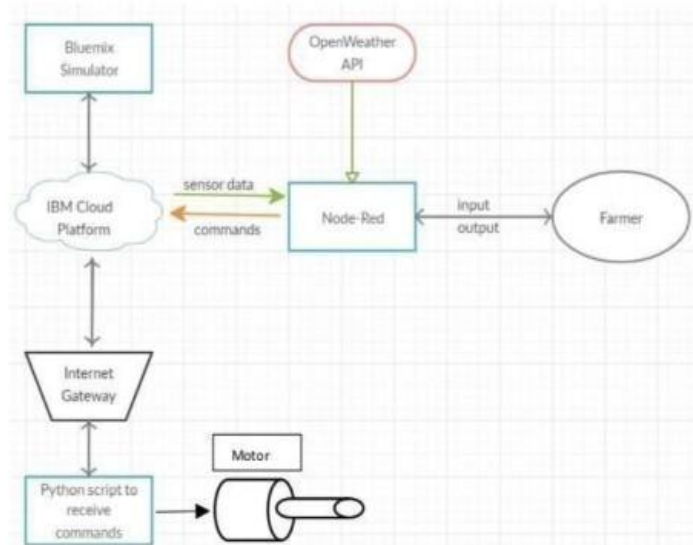 Bluemix
Simulator
OpenWeather
API
sensor data
IBM Cloud
Platform
commands
Node-Red
input
output
Farmer
Internet
Gateway
Motor
Python script to
receive
commands